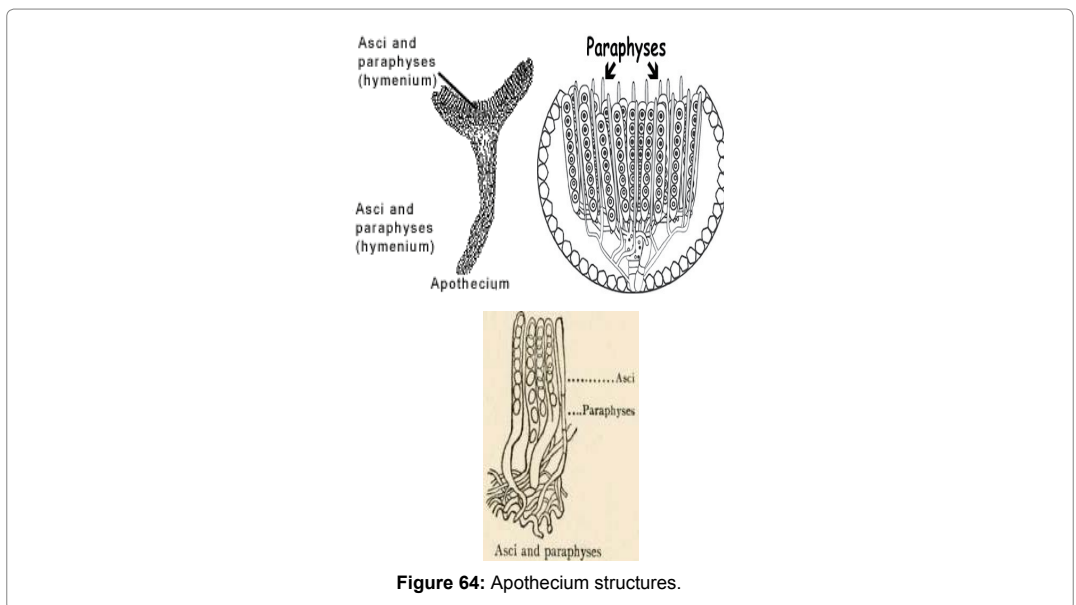 Asci and
paraphyses
(hymenium)
Paraphyses
Asci and
paraphyses
(hymenium)
Apothecium
...........Asci
....Paraphyses
Asci and paraphyses
Figure 64: Apothecium structures.